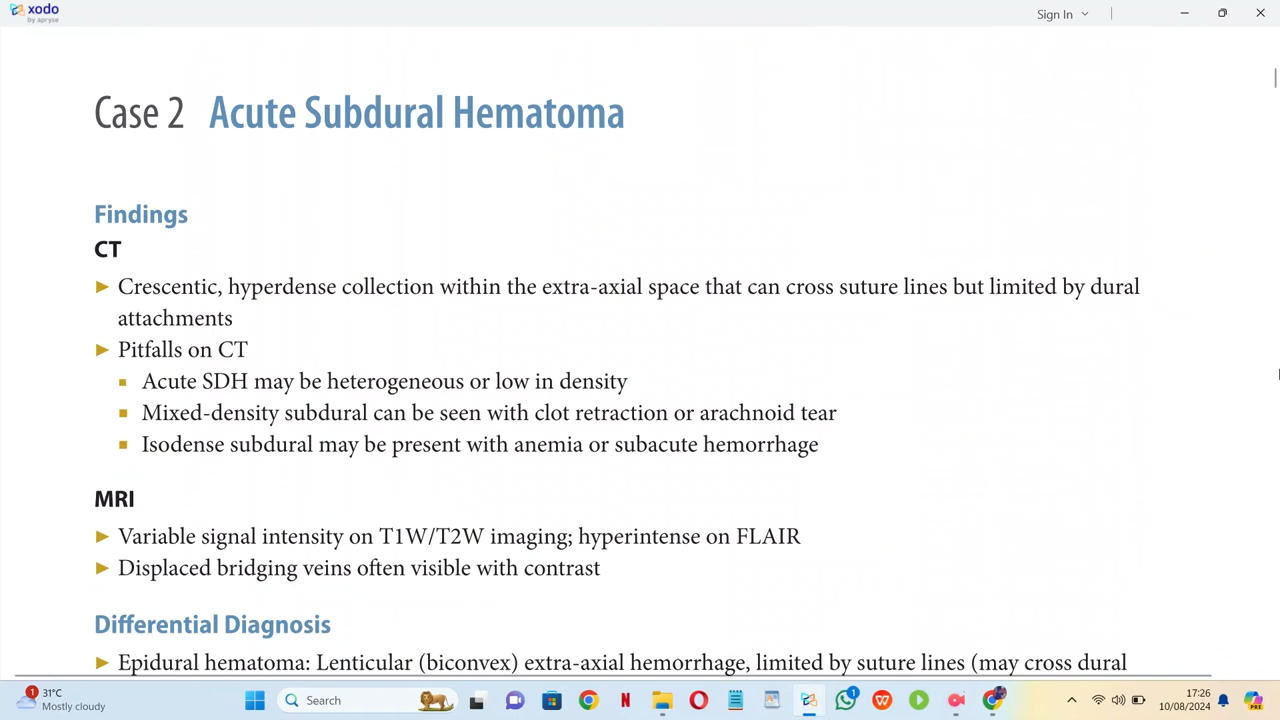 xodo
by apryse
Sign In
Case 2 Acute Subdural Hematoma
Findings
CT
► Crescentic, hyperdense collection within the extra-axial space that can cross suture lines but limited by dural
attachments
► Pitfalls on CT
■ Acute SDH may be heterogeneous or low in density
■ Mixed-density subdural can be seen with clot retraction or arachnoid tear
■ Isodense subdural may be present with anemia or subacute hemorrhage
MRI
► Variable signal intensity on T1W/T2W imaging; hyperintense on FLAIR
► Displaced bridging veins often visible with contrast
Differential Diagnosis
► Epidural hematoma: Lenticular (biconvex) extra-axial hemorrhage, limited by suture lines (may cross dural
1
31°C
Mostly cloudy
Search
N
1
17:26
10/08/2024